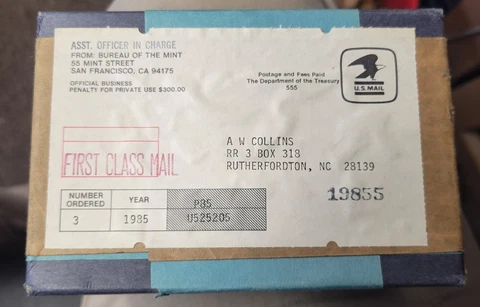 ASST. OFFICER IN CHARGE
FROM: BUREAU OF THE MINT
55 MINT STREET
SAN FRANCISCO, CA 94175
OFFICIAL BUSINESS
PENALTY FOR PRIVATE USE $300.00
Postage and Fees Paid
The Department of the Treasury
555
U.S.MAIL
FIRST CLASS MAIL
A W COLLINS
RR 3 BOX 318
RUTHERFORDTON, NC 28139
19855
NUMBER ORDERED YEAR P85
3 1985 U525205